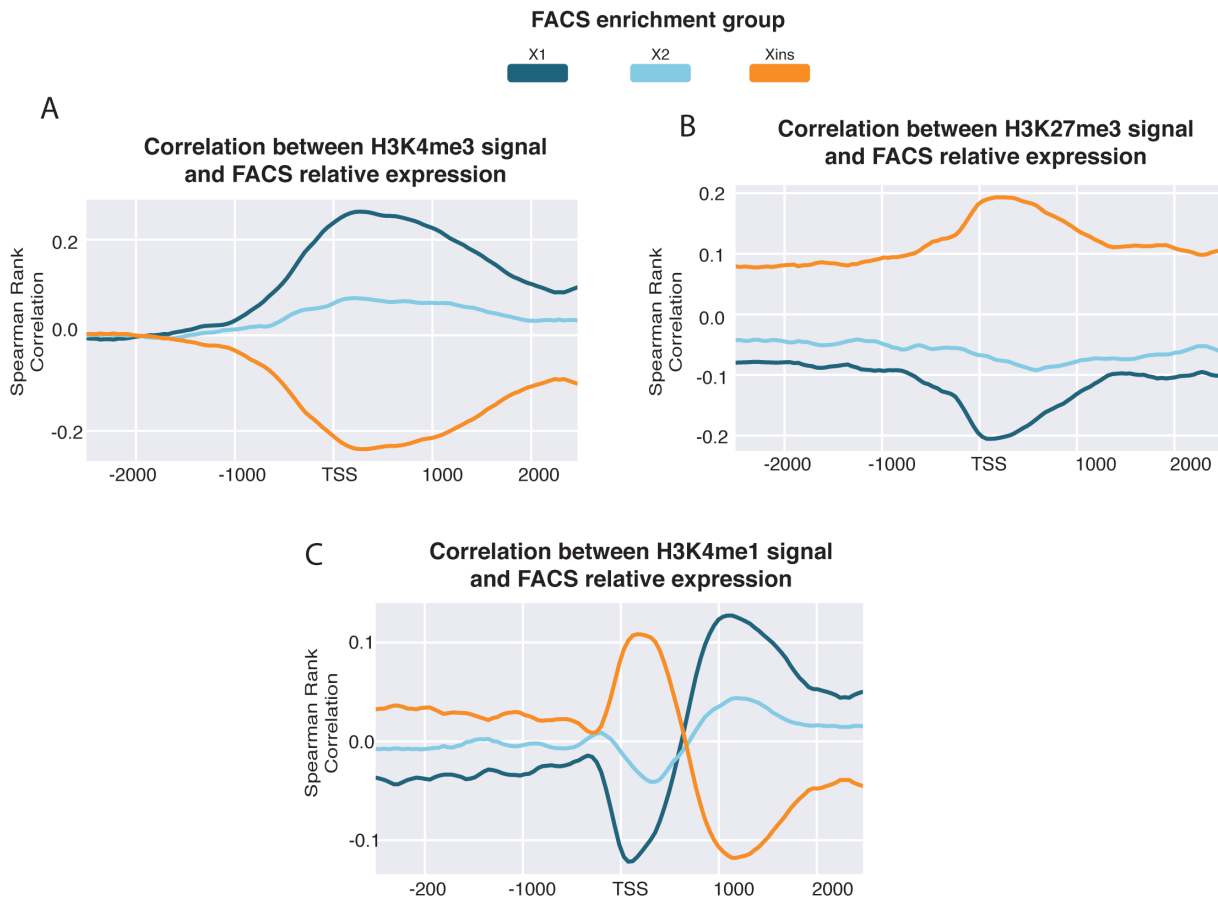 FACS enrichment group
X1 X2 Xins
A
Correlation between H3K4me3 signal
and FACS relative expression
Spearman Rank
Correlation
0.2
0.0
-0.2
-2000 -1000 TSS 1000 2000
B
Correlation between H3K27me3 signal
and FACS relative expression
Spearman Rank
Correlation
0.2
0.1
0.0
-0.1
-0.2
-2000 -1000 TSS 1000 2000
C
Correlation between H3K4me1 signal
and FACS relative expression
Spearman Rank
Correlation
0.1
0.0
-0.1
-200 -1000 TSS 1000 2000